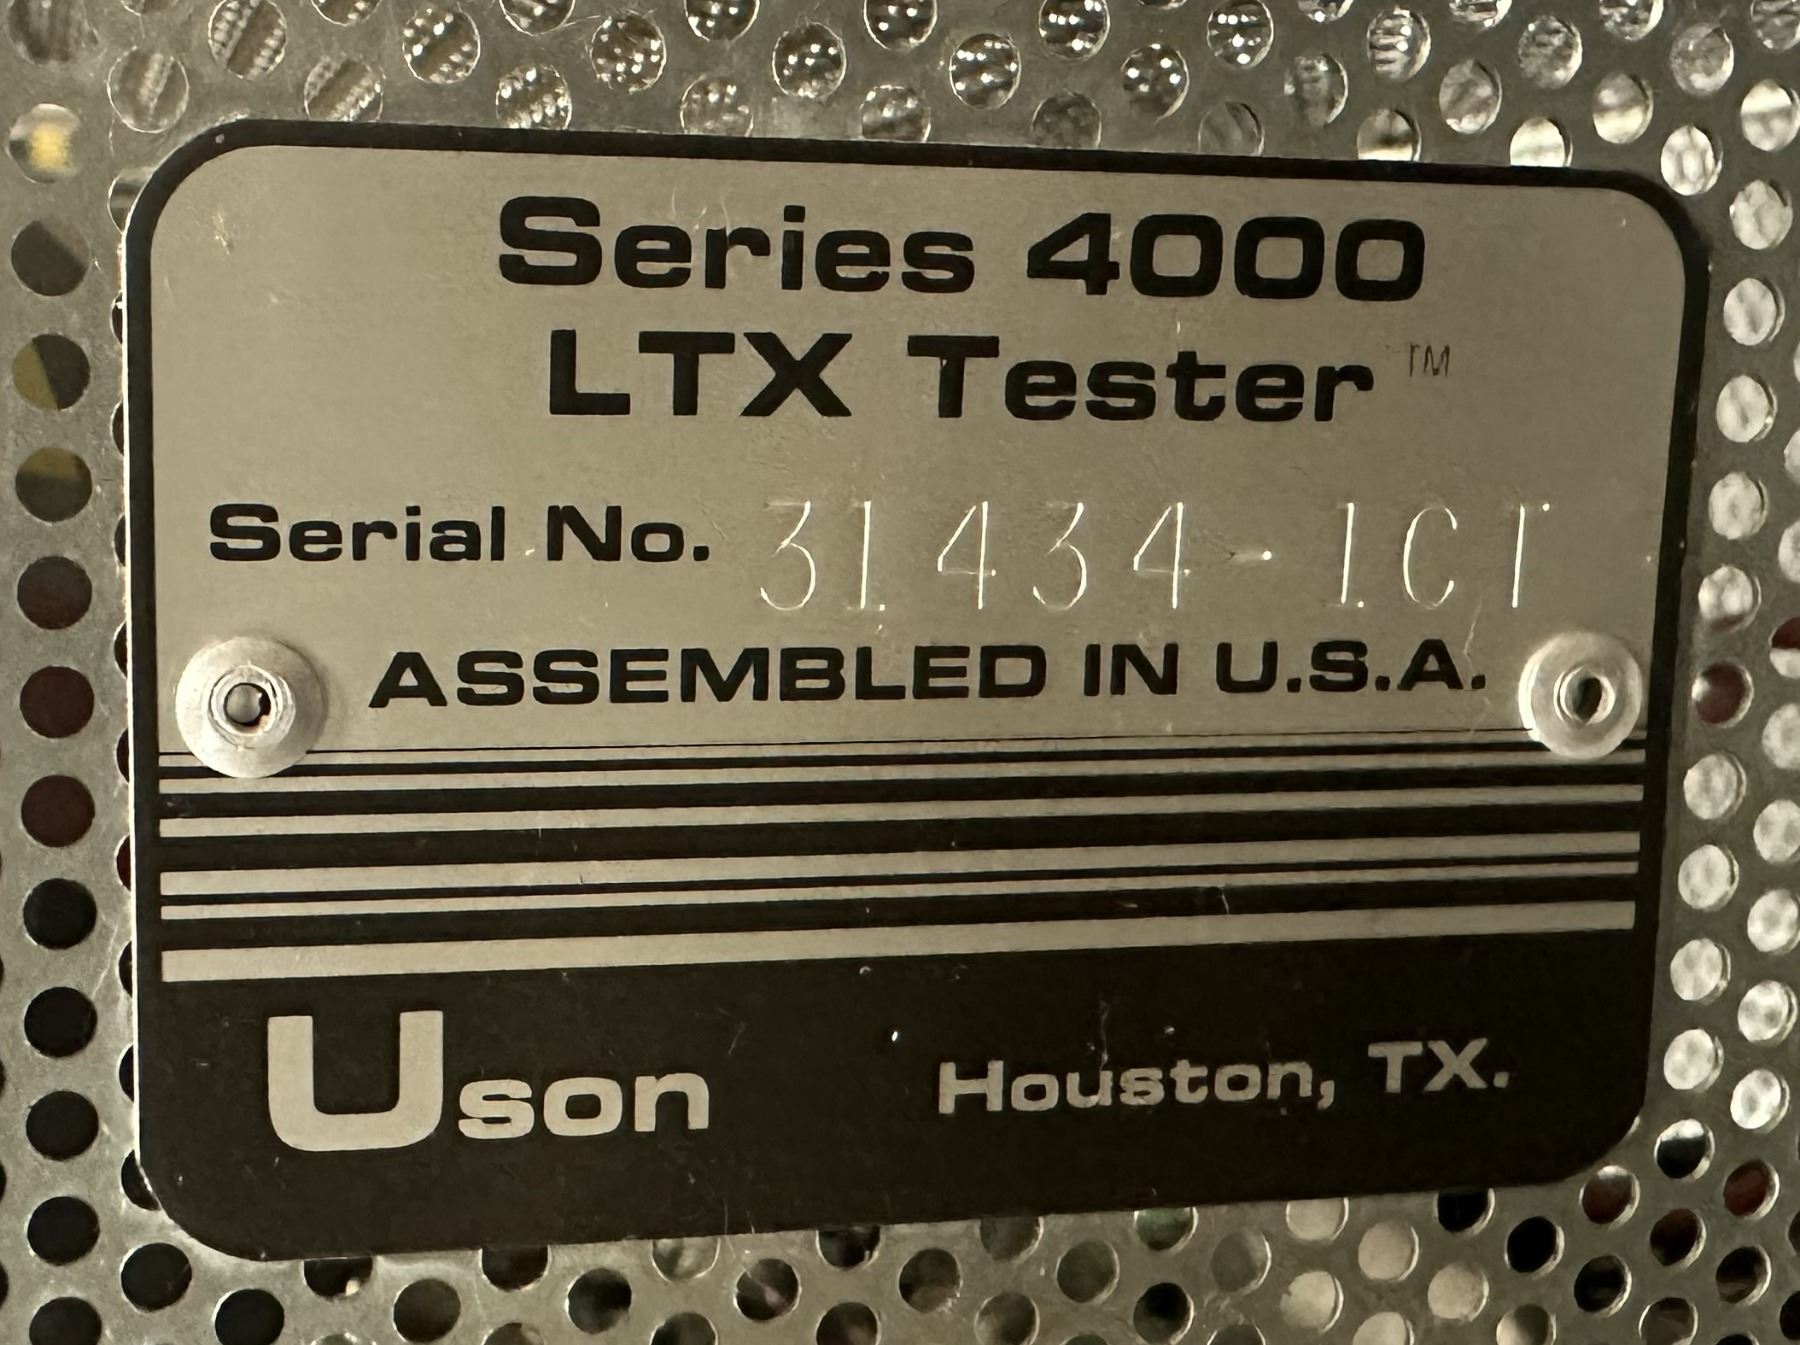 Series 4000
LTX Tester™
Serial No. 31434-1CT
ASSEMBLED IN U.S.A.
Uson Houston, TX.